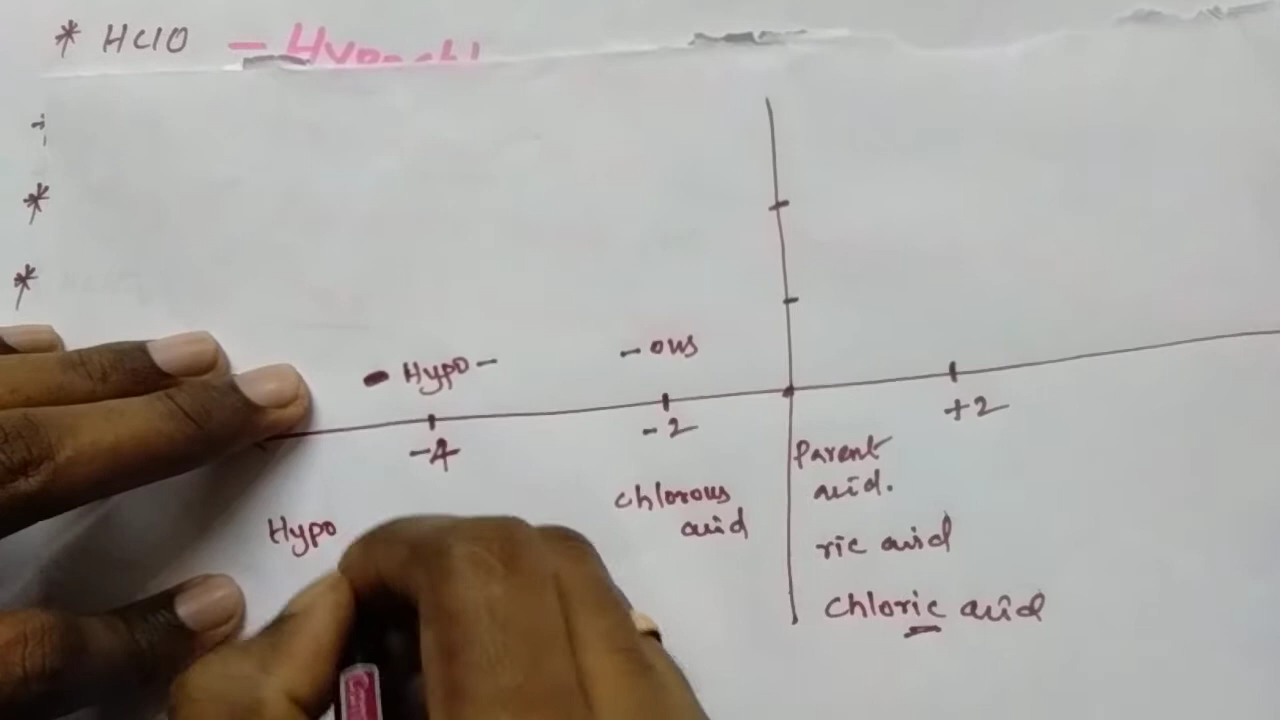 * HClO -
*
*
- Hypo -
- ous
-4
-2
+2
Parent
acid.
Hypo
chlorous
acid
ric acid
chloric acid